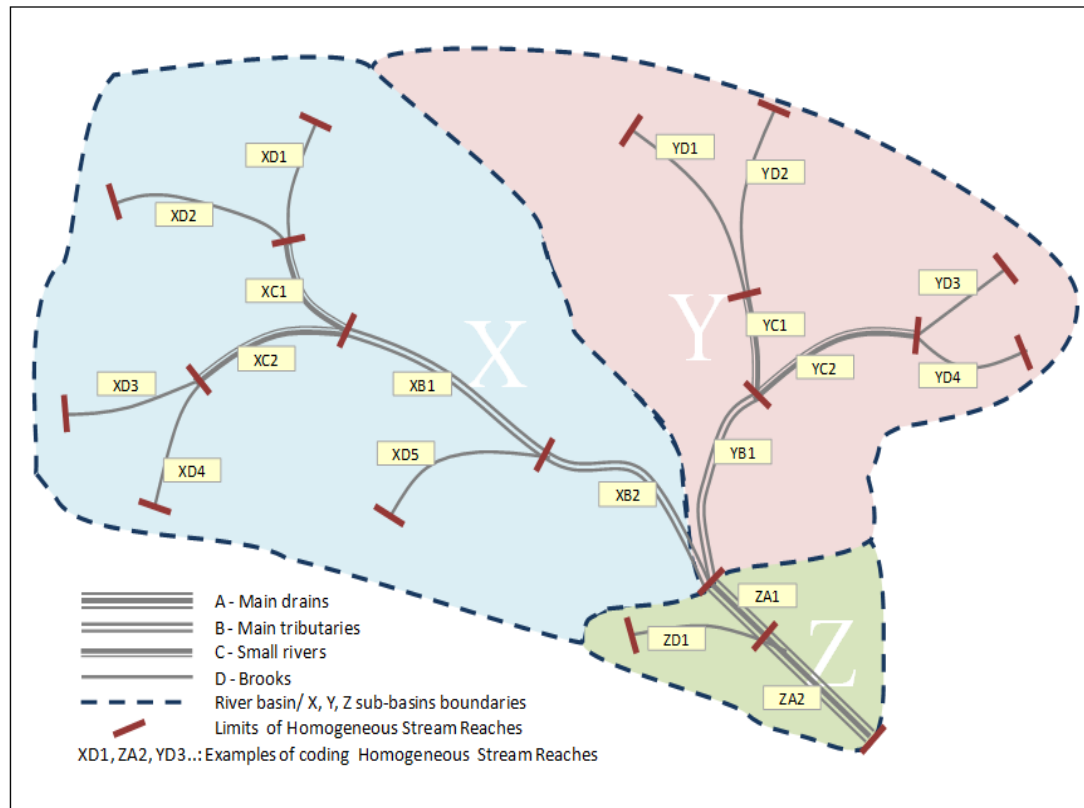 XD1
YD1
YD2
XD2
XC1
YD3
X
Y
YC1
XC2
YC2
XD3
XB1
YD4
XD5
YB1
XD4
XB2
A - Main drains
ZA1
B - Main tributaries
ZD1
Z
C - Small rivers
D - Brooks
ZA2
River basin/ X, Y, Z sub-basins boundaries
Limits of Homogeneous Stream Reaches
XD1, ZA2, YD3..: Examples of coding Homogeneous Stream Reaches